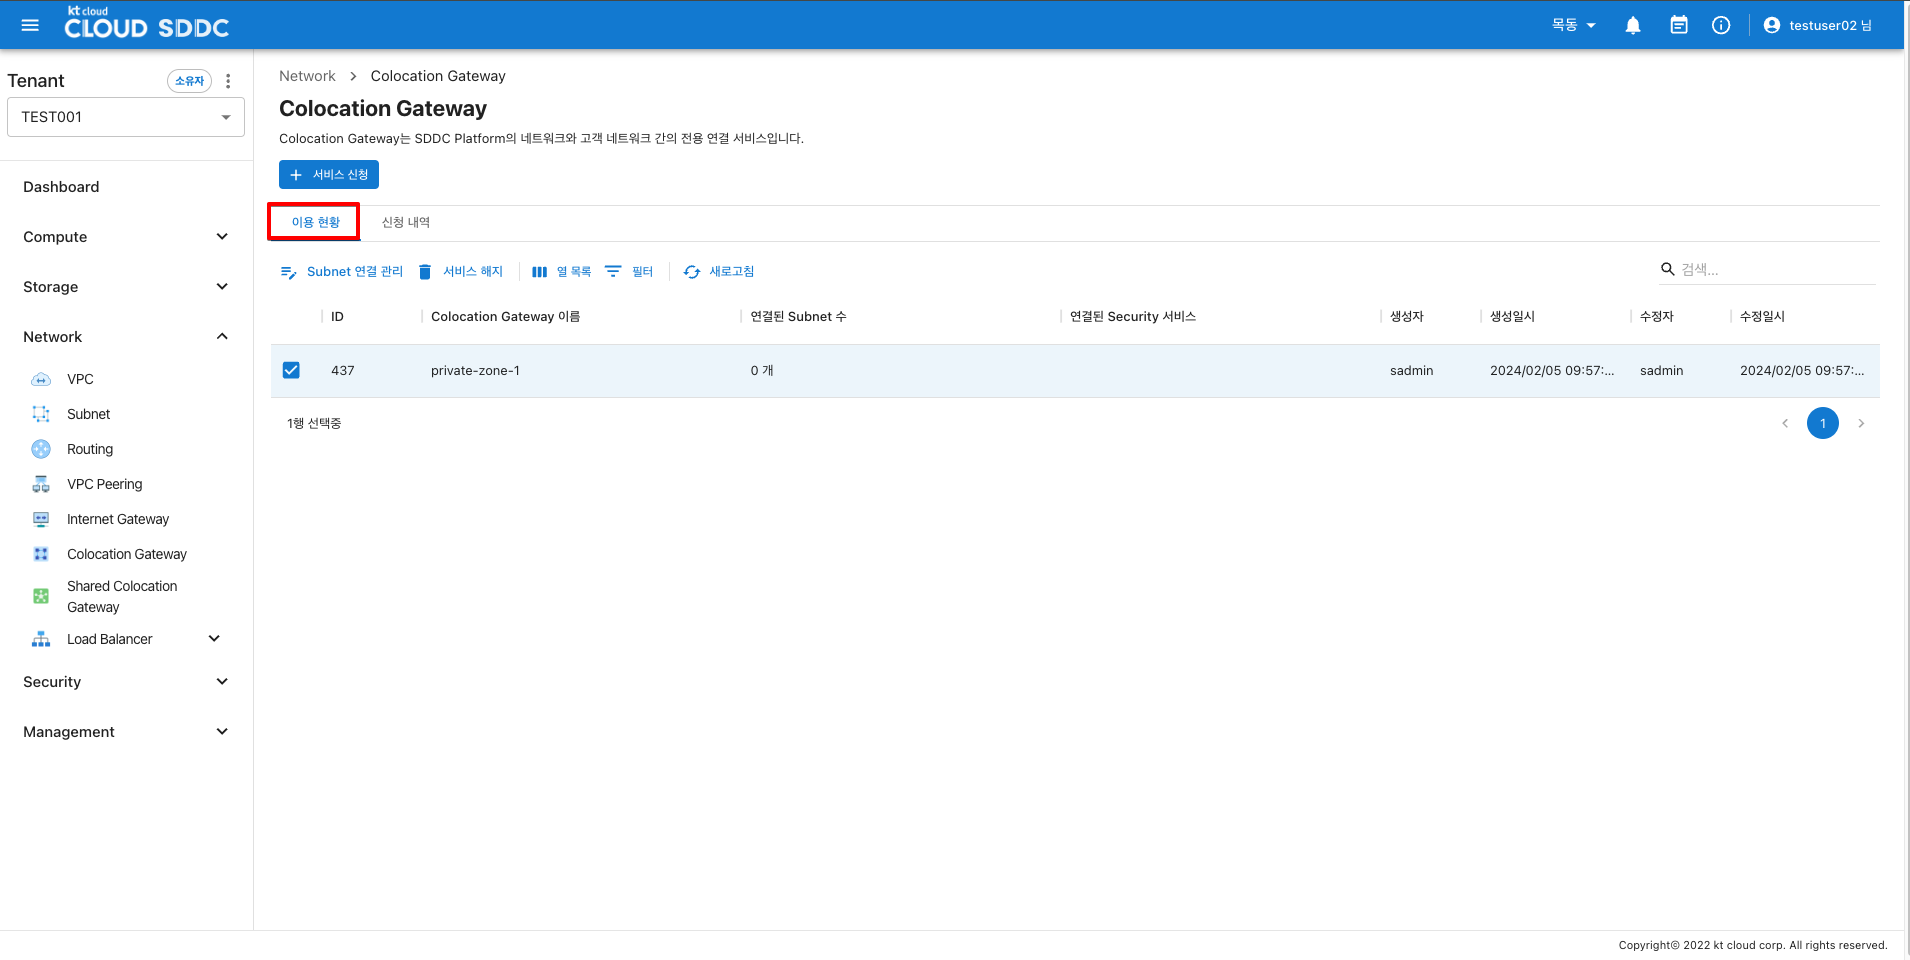 kt cloud
CLOUD SDDC
목동
testuser02 님
Tenant
소유자
TEST001
Dashboard
Compute
Storage
Network
VPC
Subnet
Routing
VPC Peering
Internet Gateway
Colocation Gateway
Shared Colocation
Gateway
Load Balancer
Security
Management
Network > Colocation Gateway
Colocation Gateway
Colocation Gateway는 SDDC Platform의 네트워크와 고객 네트워크 간의 전용 연결 서비스입니다.
+ 서비스 신청
이용 현황 신청 내역
Subnet 연결 관리 서비스 해지 열 목록 필터 새로고침 검색...
ID Colocation Gateway 이름 연결된 Subnet 수 연결된 Security 서비스 생성자 생성일시 수정자 수정일시
437 private-zone-1 0 개 sadmin 2024/02/05 09:57:... sadmin 2024/02/05 09:57:...
1행 선택중
1
Copyright© 2022 kt cloud corp. All rights reserved.